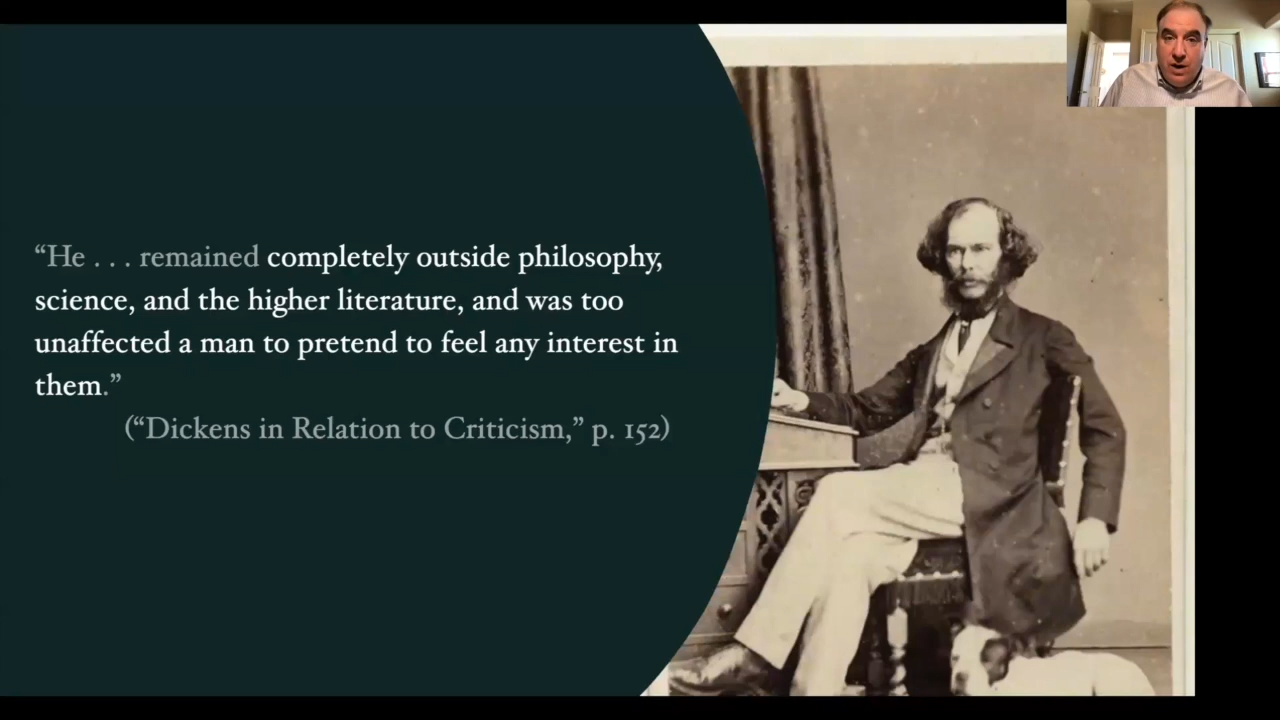 “He . . . remained completely outside philosophy,
science, and the higher literature, and was too
unaffected a man to pretend to feel any interest in
them.”
(“Dickens in Relation to Criticism,” p. 152)